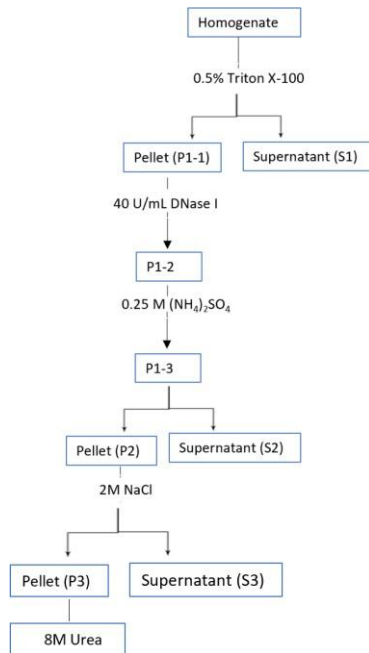 Homogenate
0.5% Triton X-100
Pellet (P1-1)
Supernatant (S1)
40 U/mL DNase I
P1-2
0.25 M (NH₄)₂SO₄
P1-3
Pellet (P2)
Supernatant (S2)
2M NaCl
Pellet (P3)
Supernatant (S3)
8M Urea